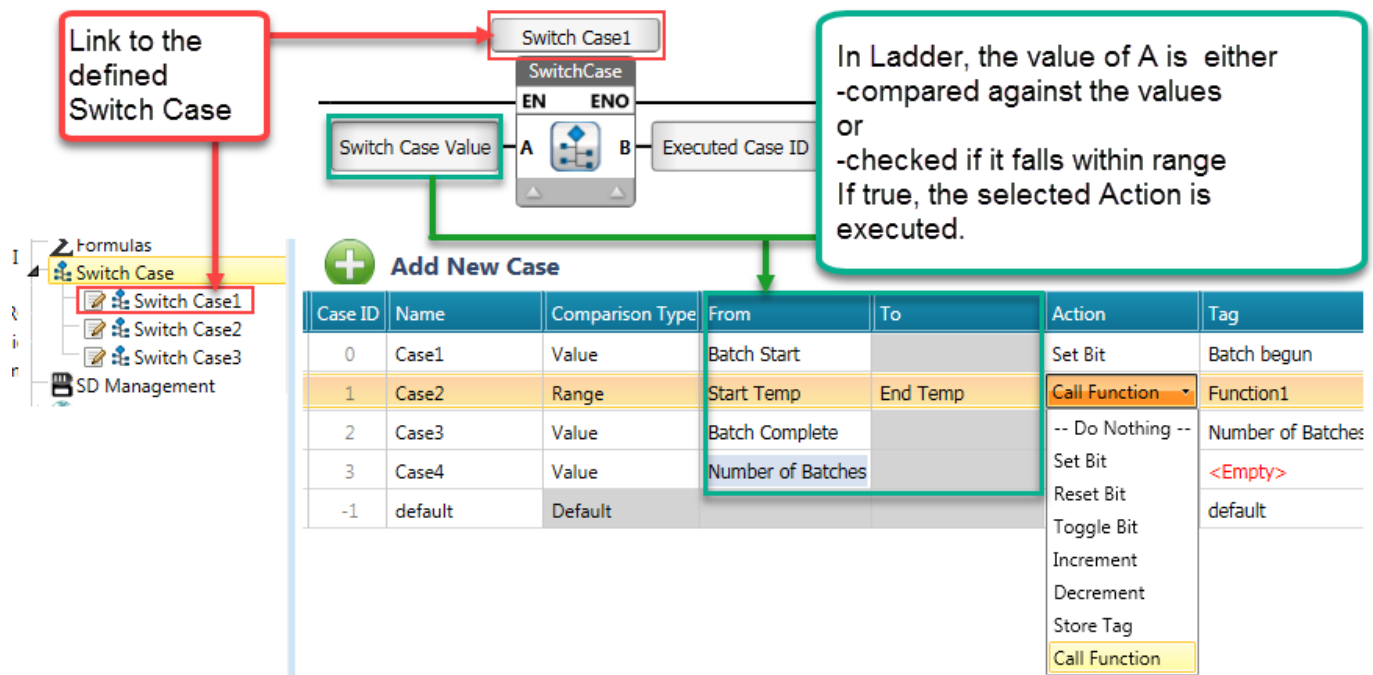 Link to the
defined
Switch Case
Switch Case1
SwitchCase
EN ENO
Switch Case Value A B Executed Case ID
In Ladder, the value of A is either
-compared against the values
or
-checked if it falls within range
If true, the selected Action is
executed.
Formulas
Switch Case
Switch Case1
Switch Case2
Switch Case3
SD Management
Add New Case
Case ID Name Comparison Type From To Action Tag
0 Case1 Value Batch Start Set Bit Batch begun
1 Case2 Range Start Temp End Temp Call Function Function1
2 Case3 Value Batch Complete -- Do Nothing -- Number of Batches
3 Case4 Value Number of Batches Set Bit <Empty>
-1 default Default Reset Bit default
Toggle Bit
Increment
Decrement
Store Tag
Call Function